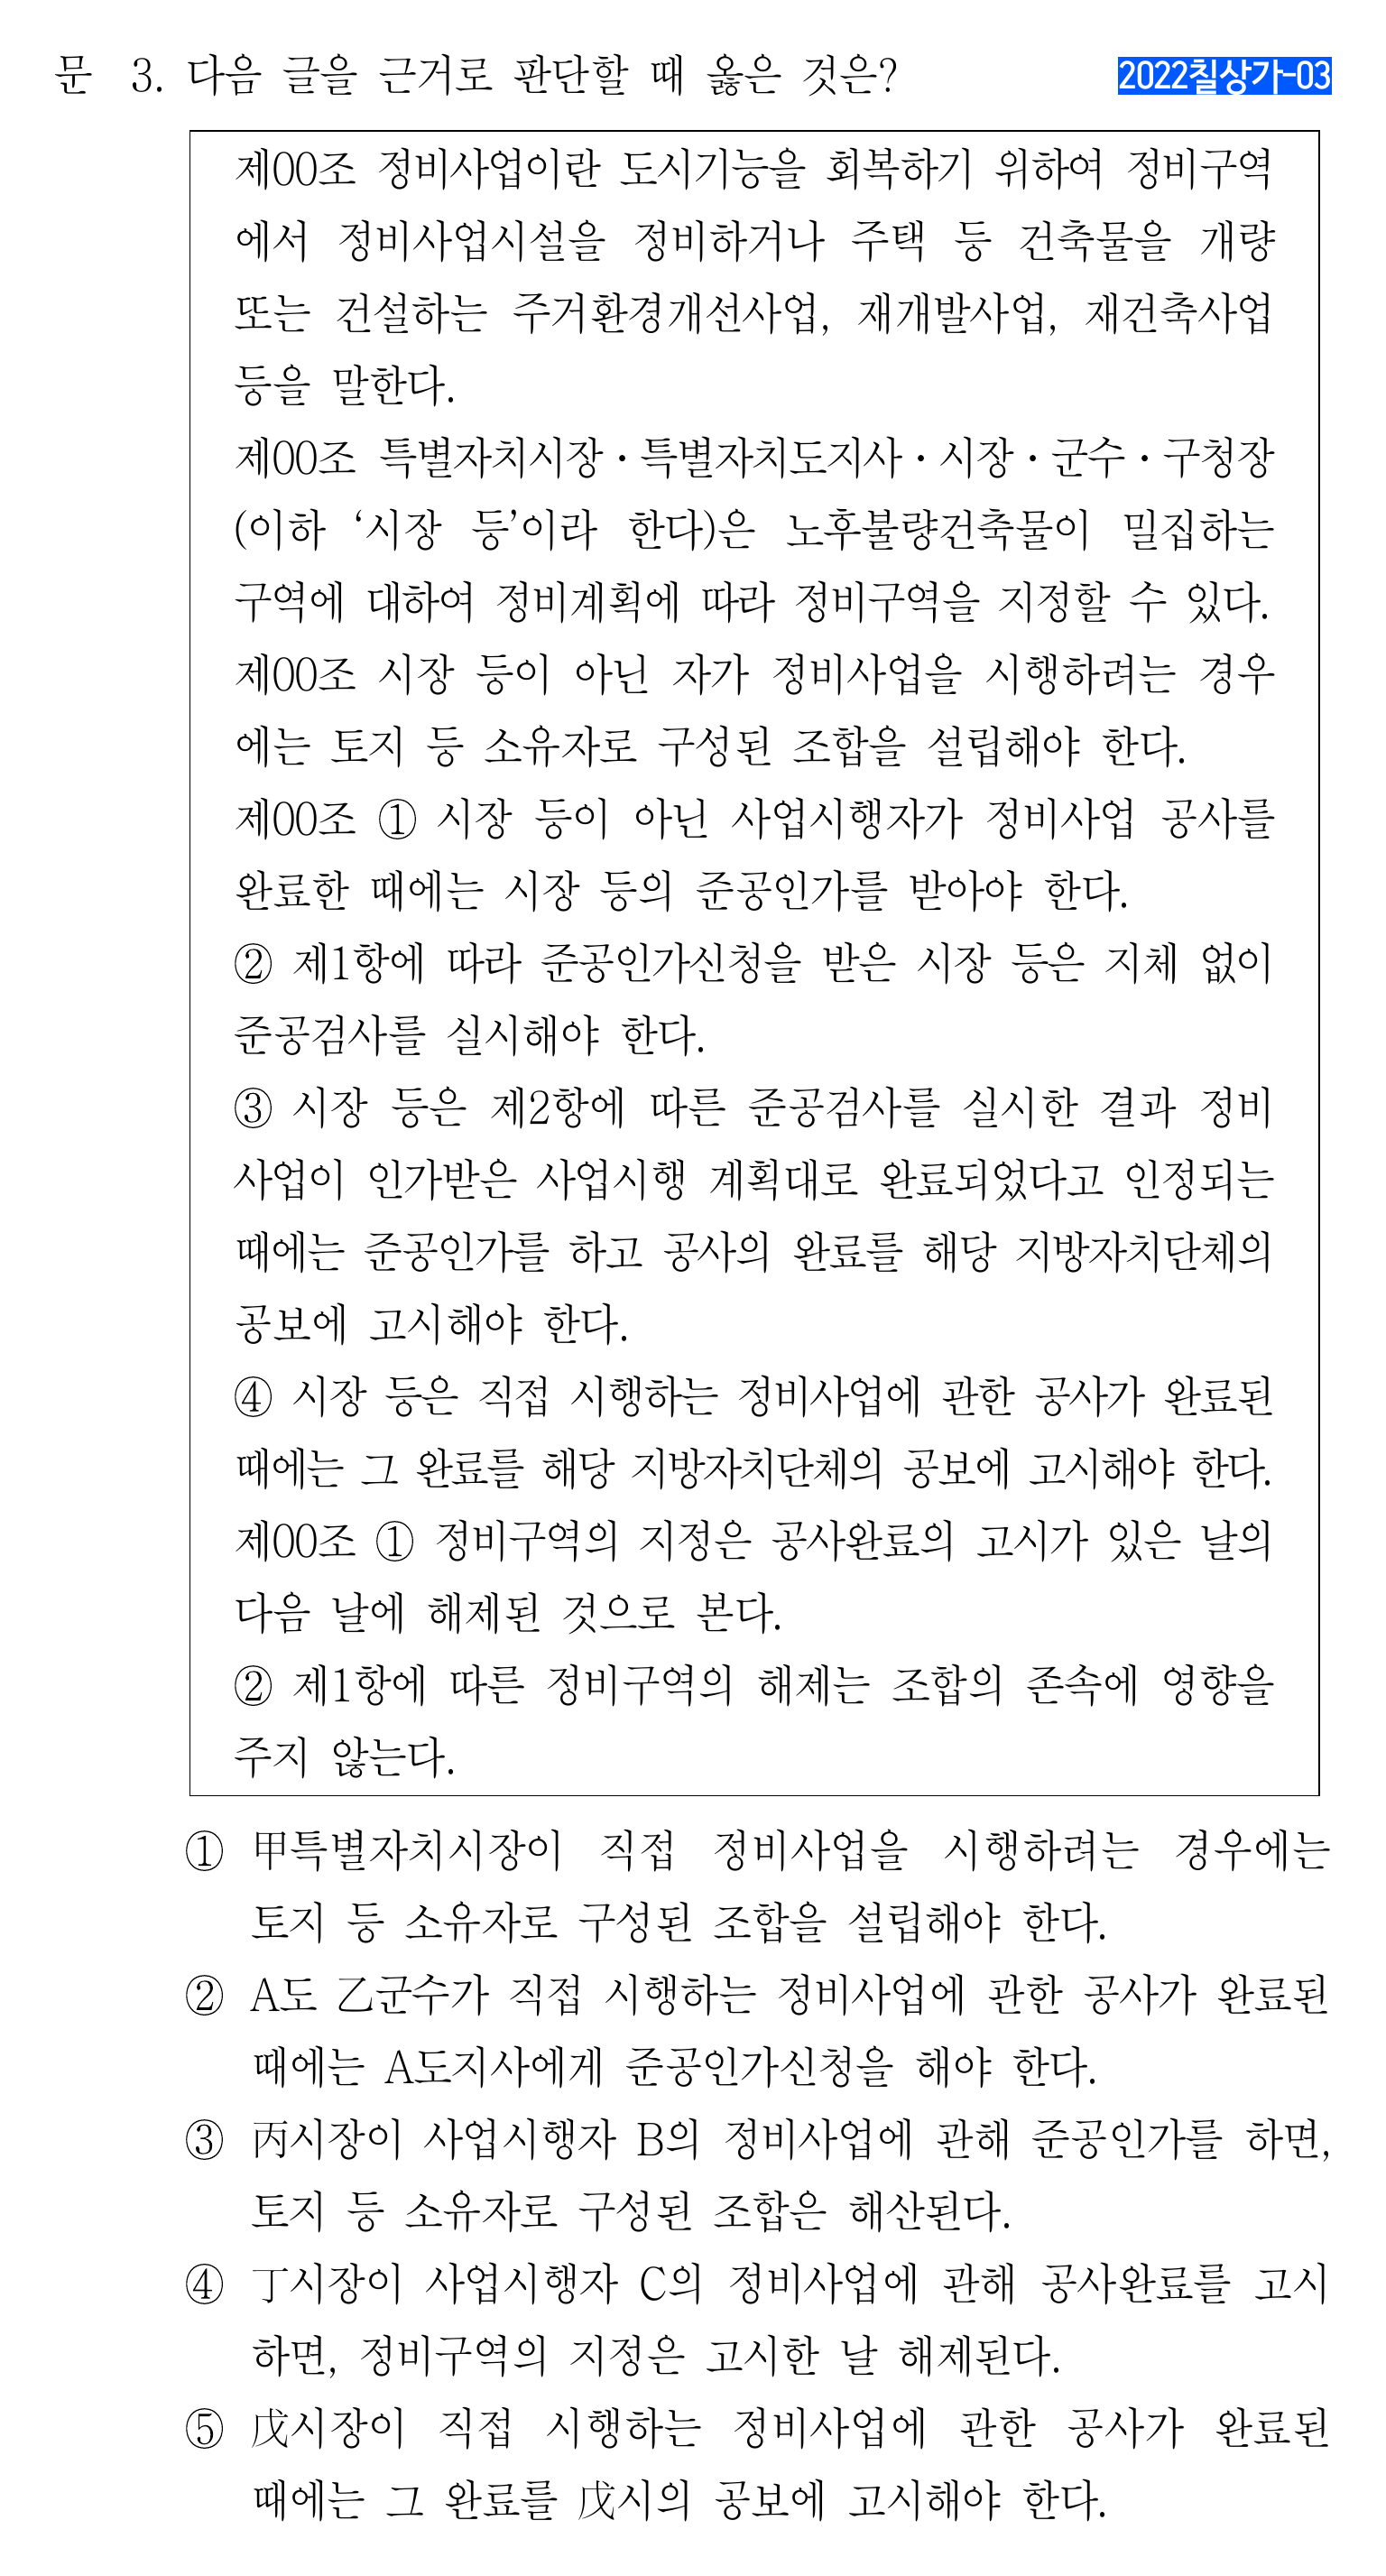 문 3. 다음 글을 근거로 판단할 때 옳은 것은?
2022칠상가-03
제00조 정비사업이란 도시기능을 회복하기 위하여 정비구역
에서 정비사업시설을 정비하거나 주택 등 건축물을 개량
또는 건설하는 주거환경개선사업, 재개발사업, 재건축사업
등을 말한다.
제00조 특별자치시장·특별자치도지사·시장·군수·구청장
(이하 ‘시장 등’이라 한다)은 노후불량건축물이 밀집하는
구역에 대하여 정비계획에 따라 정비구역을 지정할 수 있다.
제00조 시장 등이 아닌 자가 정비사업을 시행하려는 경우
에는 토지 등 소유자로 구성된 조합을 설립해야 한다.
제00조 ① 시장 등이 아닌 사업시행자가 정비사업 공사를
완료한 때에는 시장 등의 준공인가를 받아야 한다.
② 제1항에 따라 준공인가신청을 받은 시장 등은 지체 없이
준공검사를 실시해야 한다.
③ 시장 등은 제2항에 따른 준공검사를 실시한 결과 정비
사업이 인가받은 사업시행 계획대로 완료되었다고 인정되는
때에는 준공인가를 하고 공사의 완료를 해당 지방자치단체의
공보에 고시해야 한다.
④ 시장 등은 직접 시행하는 정비사업에 관한 공사가 완료된
때에는 그 완료를 해당 지방자치단체의 공보에 고시해야 한다.
제00조 ① 정비구역의 지정은 공사완료의 고시가 있은 날의
다음 날에 해제된 것으로 본다.
② 제1항에 따른 정비구역의 해제는 조합의 존속에 영향을
주지 않는다.
① 甲특별자치시장이 직접 정비사업을 시행하려는 경우에는
토지 등 소유자로 구성된 조합을 설립해야 한다.
② A도 乙군수가 직접 시행하는 정비사업에 관한 공사가 완료된
때에는 A도지사에게 준공인가신청을 해야 한다.
③ 丙시장이 사업시행자 B의 정비사업에 관해 준공인가를 하면,
토지 등 소유자로 구성된 조합은 해산된다.
④ 丁시장이 사업시행자 C의 정비사업에 관해 공사완료를 고시
하면, 정비구역의 지정은 고시한 날 해제된다.
⑤ 戊시장이 직접 시행하는 정비사업에 관한 공사가 완료된
때에는 그 완료를 戊시의 공보에 고시해야 한다.